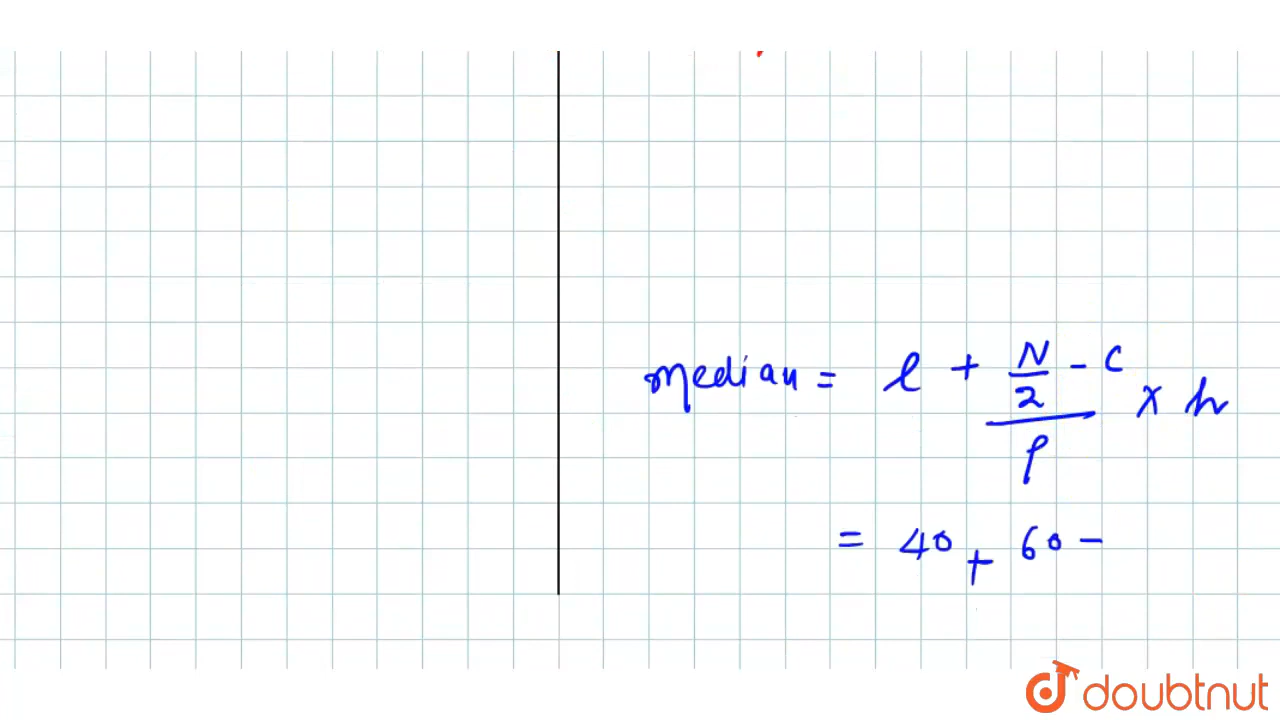 median = l + N/2 - C / f × h
= 40 + 60 -
doubtnut